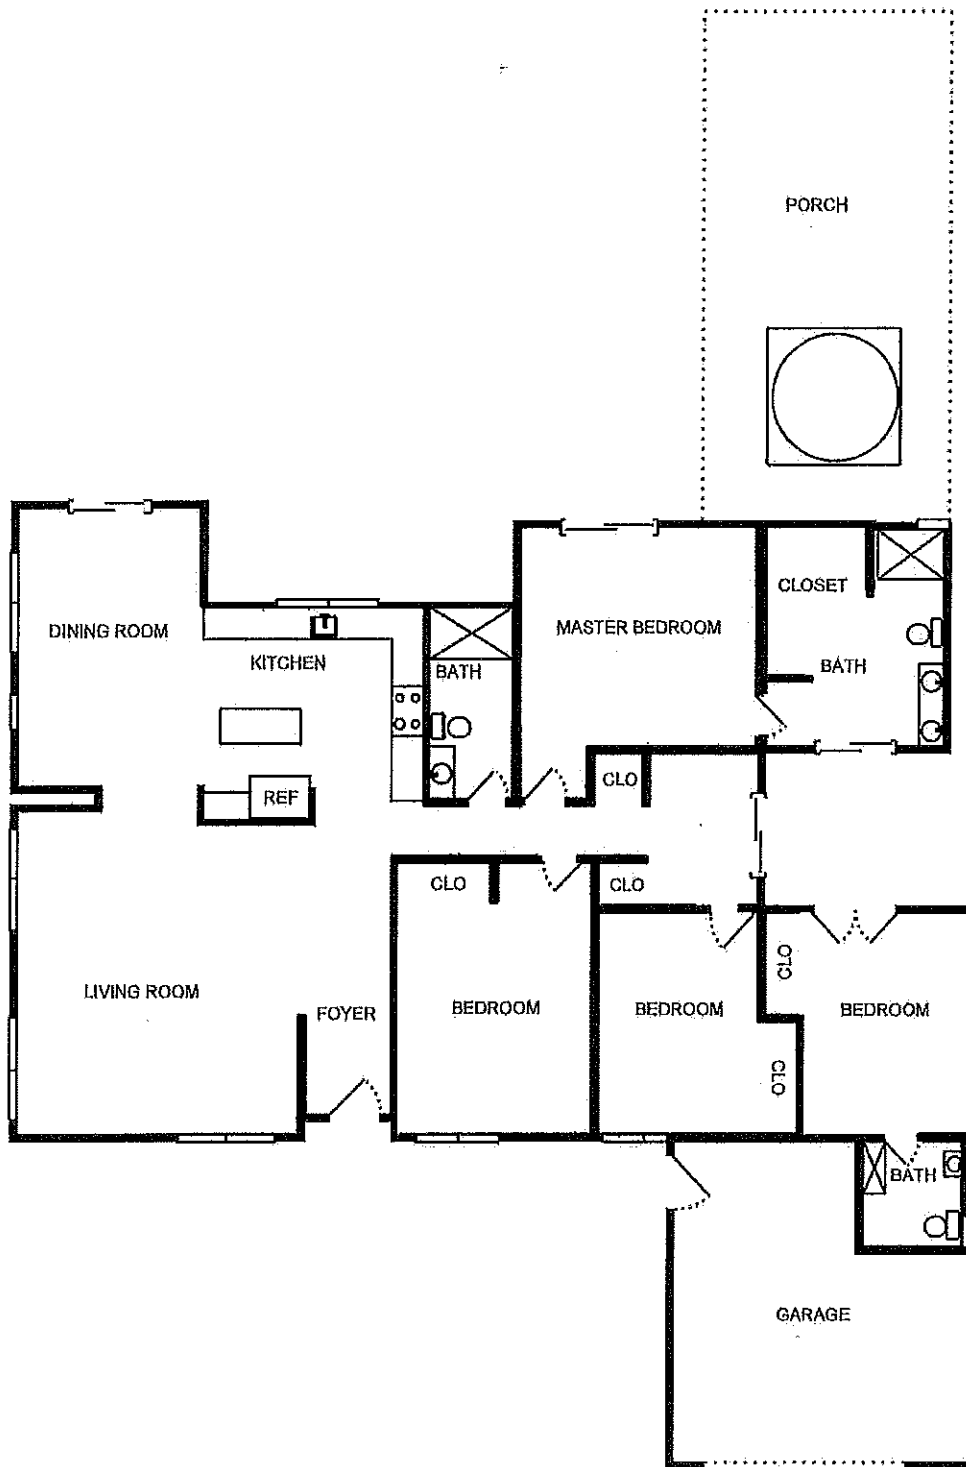 PORCH
CLOSET
DINING ROOM
MASTER BEDROOM
KITCHEN
BATH
BATH
CLO
REF
CLO
CLO
CLO
LIVING ROOM
FOYER
BEDROOM
BEDROOM
BEDROOM
CLO
BATH
GARAGE